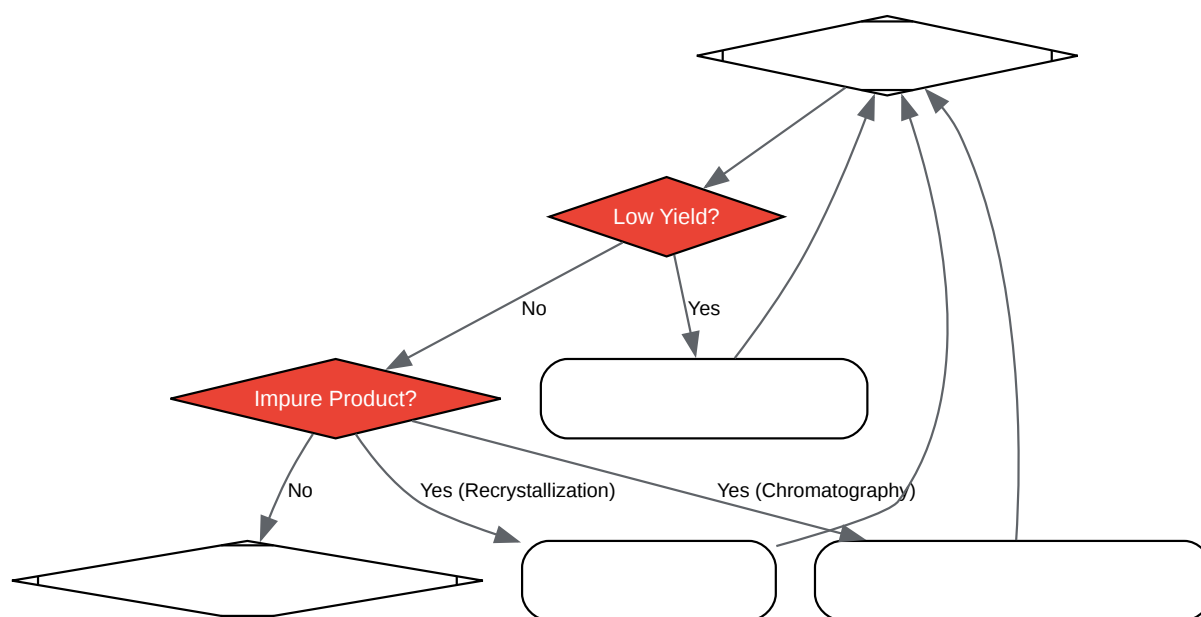 Low Yield?
No
Yes
Impure Product?
No
Yes (Recrystallization)
Yes (Chromatography)